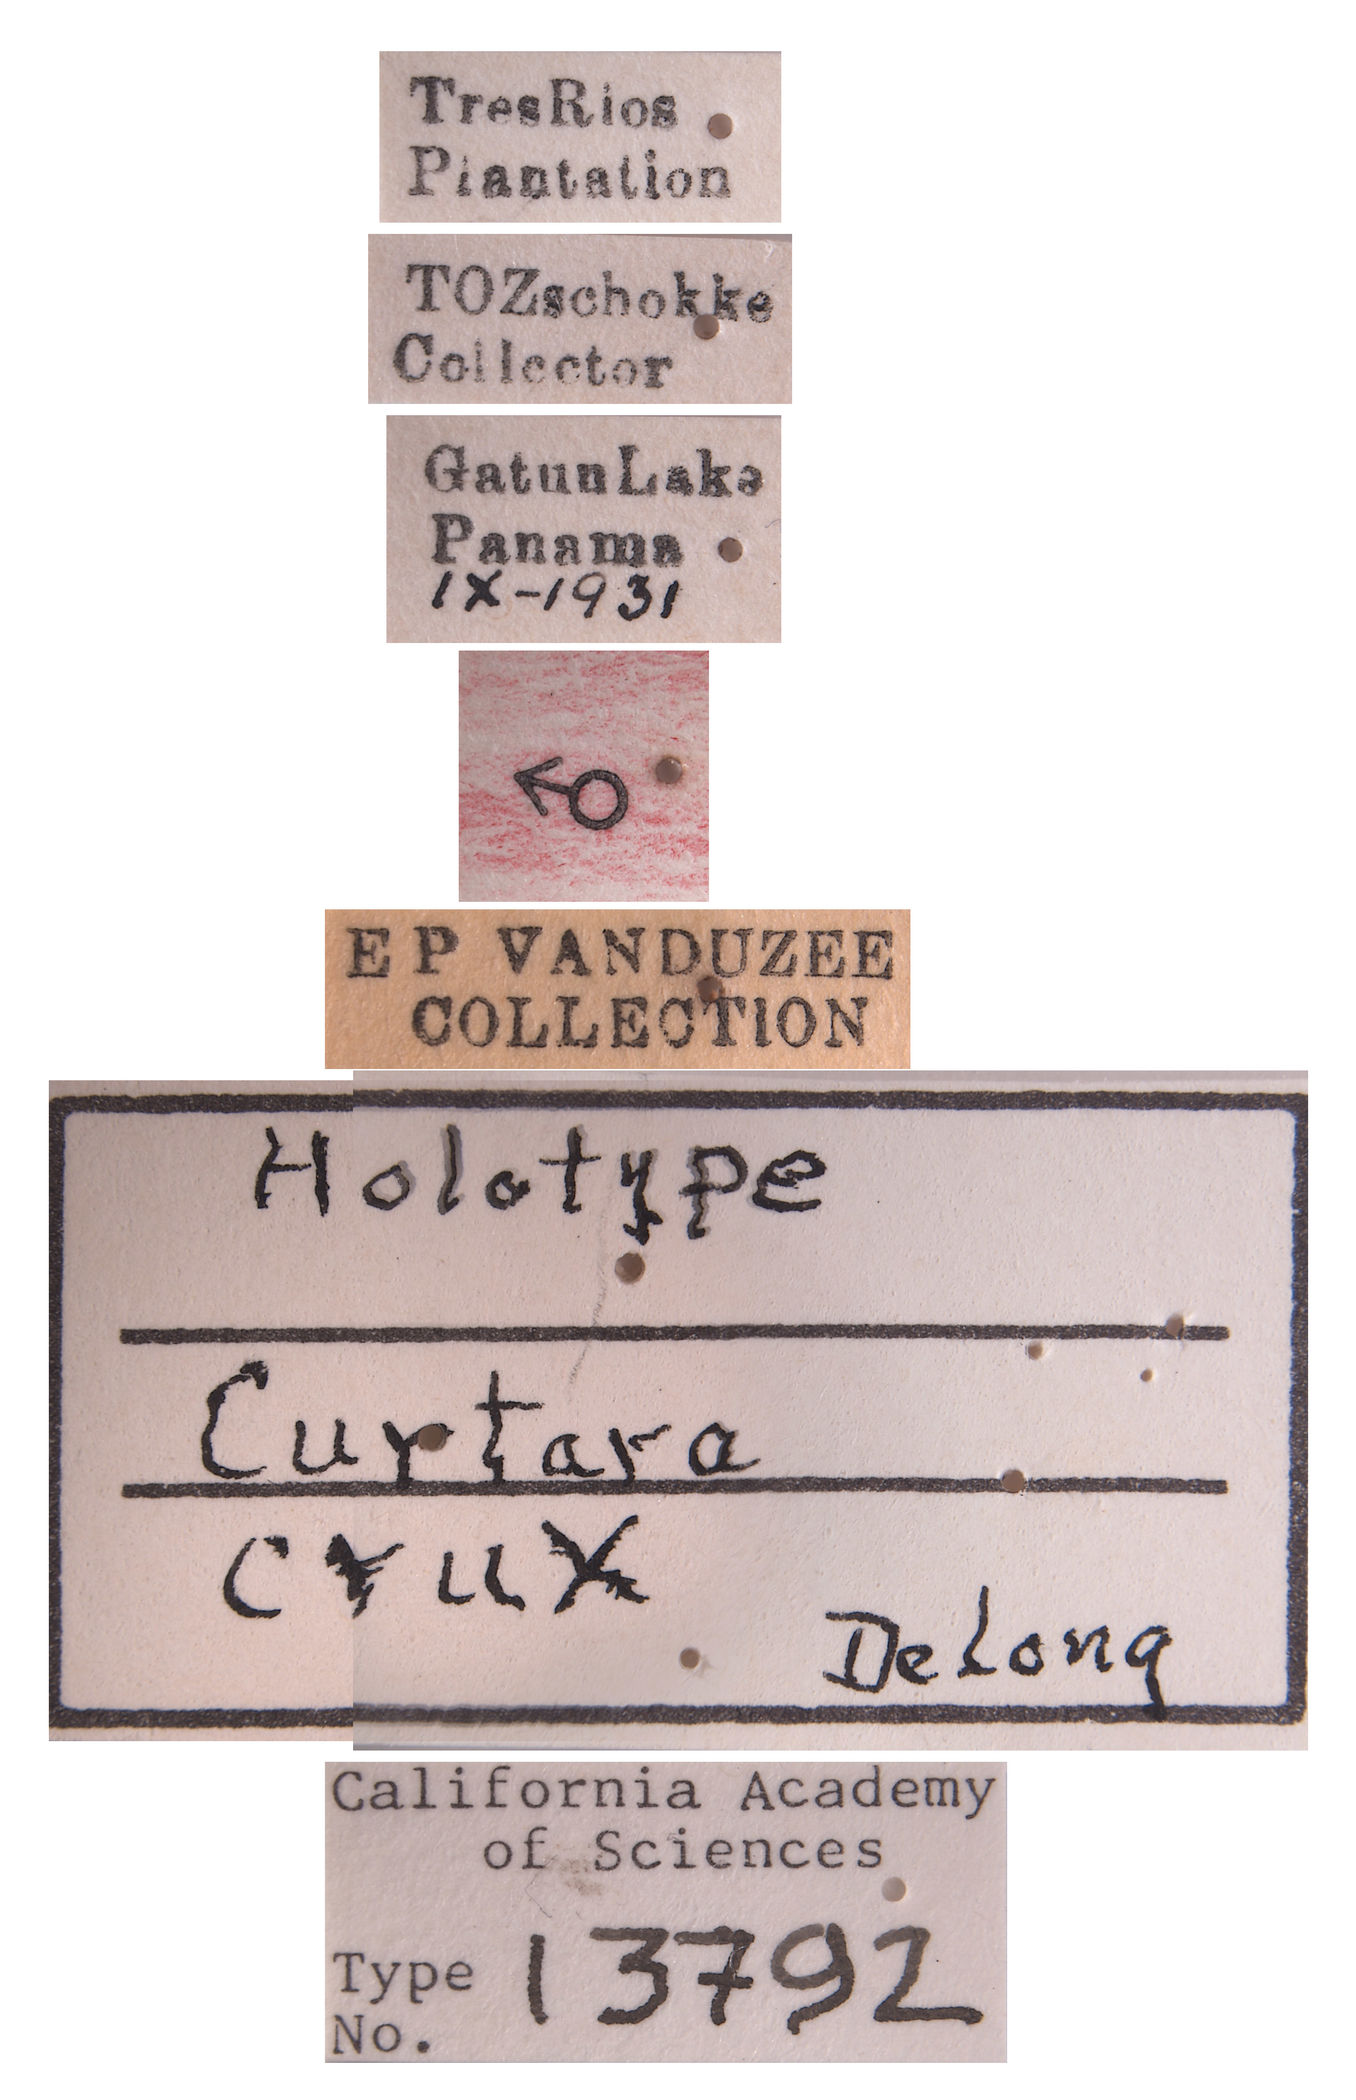 TresRios
Plantation
TOZschokke
Collector
GatunLake
Panama
IX-1931
♂
E P VANDUZEE
COLLECTION
Holotype
Curtara
crux
DeLong
California Academy
of Sciences
Type
No. 13792